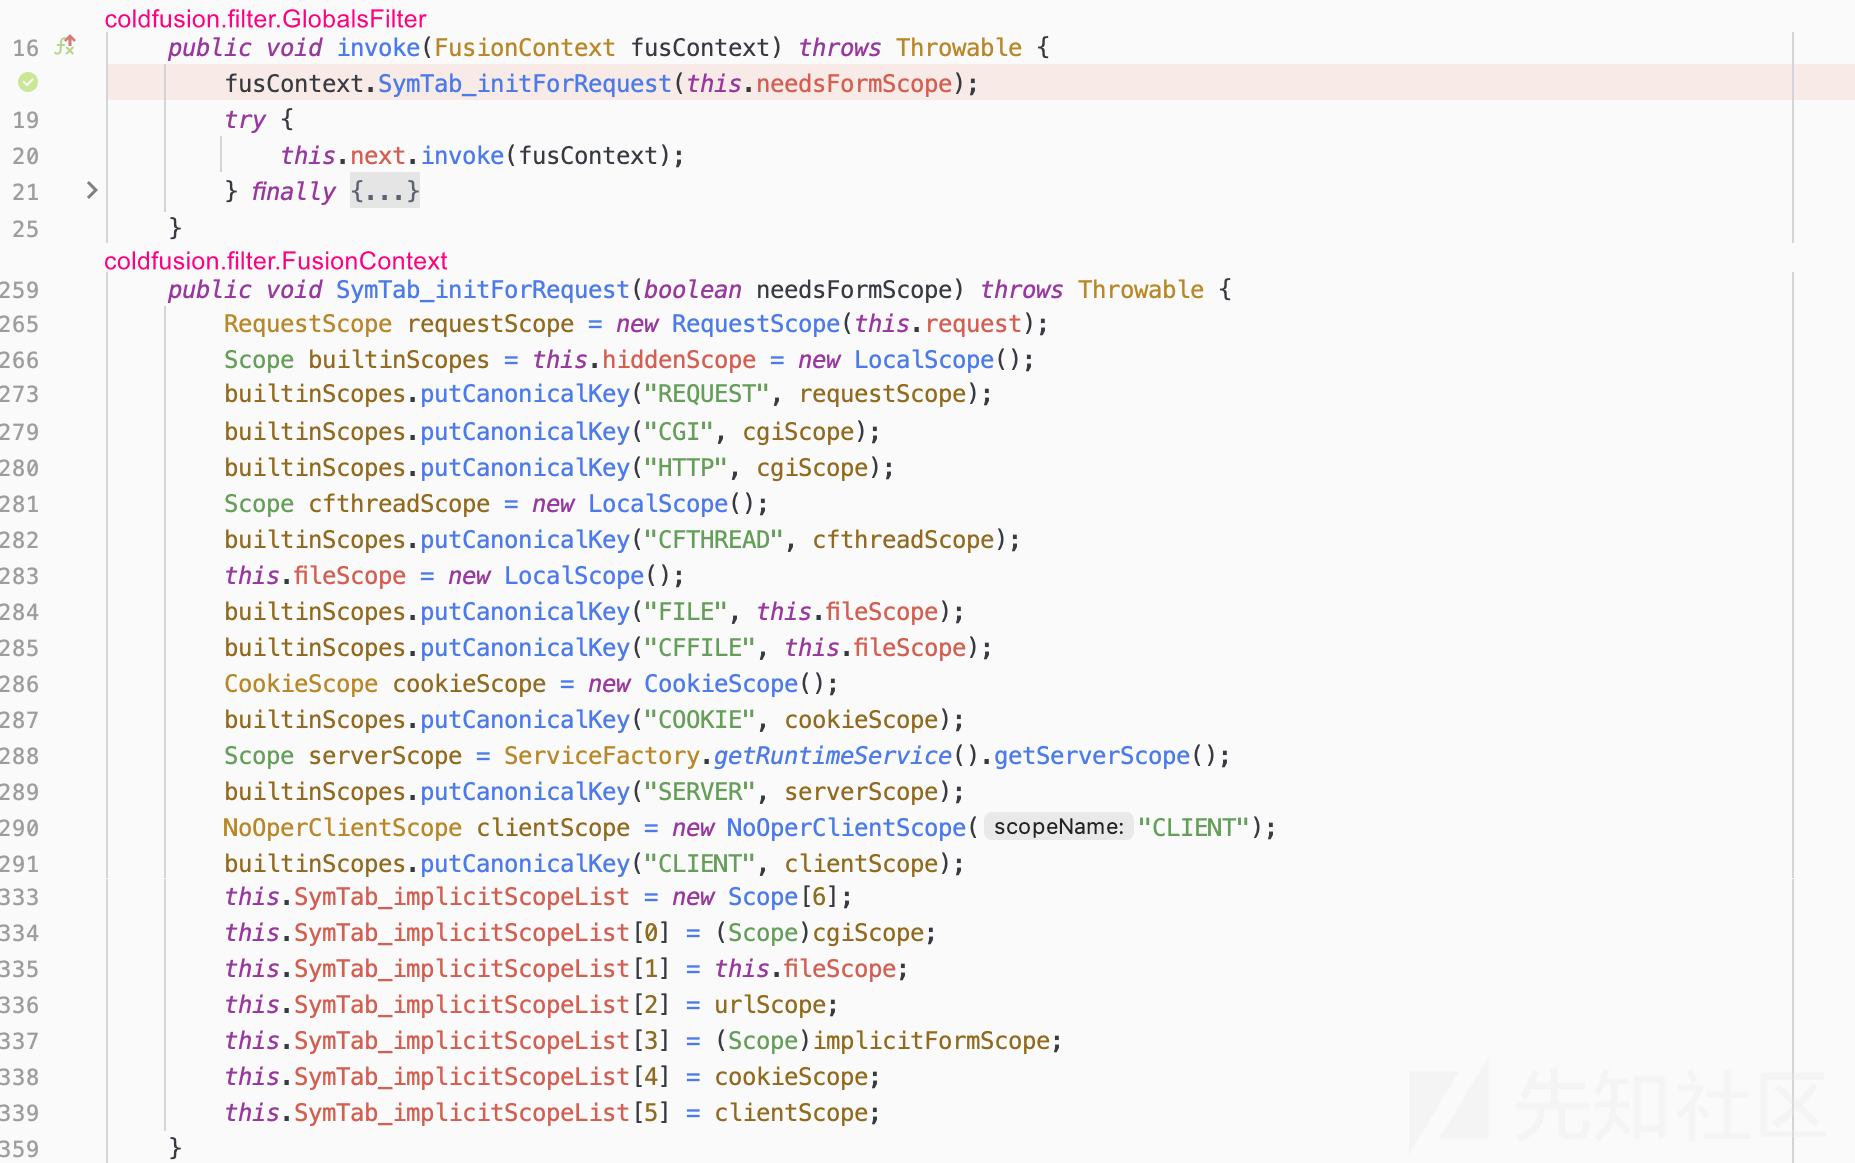 coldfusion.filter.GlobalsFilter
16 public void invoke(FusionContext fusContext) throws Throwable {
fusContext.SymTab_initForRequest(this.needsFormScope);
19 try {
20 this.next.invoke(fusContext);
21 } finally {...}
25 }
coldfusion.filter.FusionContext
259 public void SymTab_initForRequest(boolean needsFormScope) throws Throwable {
265 RequestScope requestScope = new RequestScope(this.request);
266 Scope builtinScopes = this.hiddenScope = new LocalScope();
273 builtinScopes.putCanonicalKey("REQUEST", requestScope);
279 builtinScopes.putCanonicalKey("CGI", cgiScope);
280 builtinScopes.putCanonicalKey("HTTP", cgiScope);
281 Scope cfthreadScope = new LocalScope();
282 builtinScopes.putCanonicalKey("CFTHREAD", cfthreadScope);
283 this.fileScope = new LocalScope();
284 builtinScopes.putCanonicalKey("FILE", this.fileScope);
285 builtinScopes.putCanonicalKey("CFFILE", this.fileScope);
286 CookieScope cookieScope = new CookieScope();
287 builtinScopes.putCanonicalKey("COOKIE", cookieScope);
288 Scope serverScope = ServiceFactory.getRuntimeService().getServerScope();
289 builtinScopes.putCanonicalKey("SERVER", serverScope);
290 NoOperClientScope clientScope = new NoOperClientScope( scopeName: "CLIENT");
291 builtinScopes.putCanonicalKey("CLIENT", clientScope);
333 this.SymTab_implicitScopeList = new Scope[6];
334 this.SymTab_implicitScopeList[0] = (Scope)cgiScope;
335 this.SymTab_implicitScopeList[1] = this.fileScope;
336 this.SymTab_implicitScopeList[2] = urlScope;
337 this.SymTab_implicitScopeList[3] = (Scope)implicitFormScope;
338 this.SymTab_implicitScopeList[4] = cookieScope;
339 this.SymTab_implicitScopeList[5] = clientScope;
359 }
先知社区